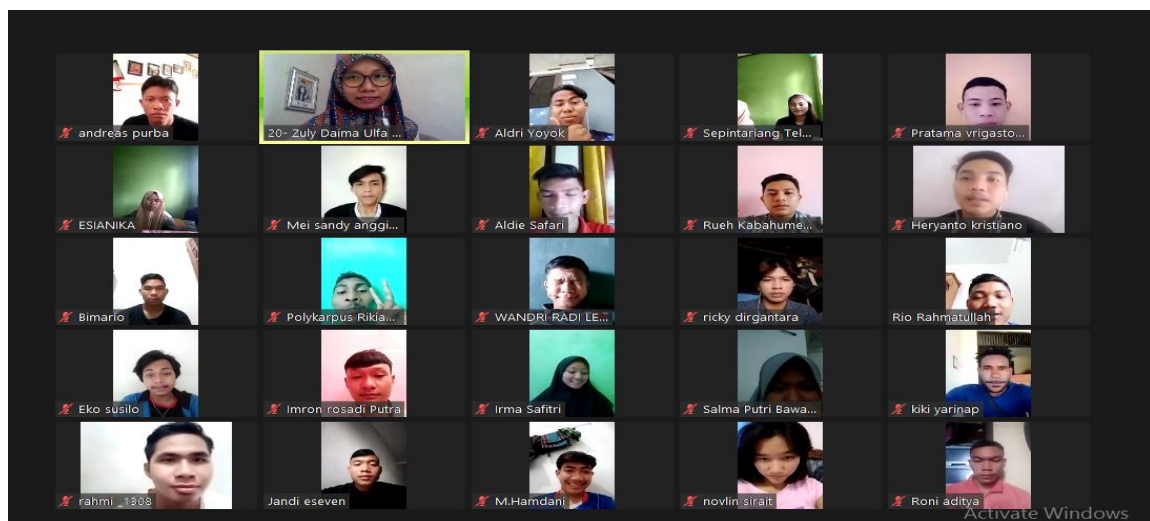 andreas purba
20- Zuly Daima Ulfa ...
Aldri Yoyok
Sepintariang Tel...
Pratama vrigasto...
ESIANIKA
Mei sandy anggi...
Aldie Safari
Rueh Kabahume...
Heryanto kristiano
Bimario
Polykarpus Rikia...
WANDRI RADI LE...
ricky dirgantara
Rio Rahmatullah
Eko susilo
Imron rosadi Putra
Irma Safitri
Salma Putri Bawa...
kiki yarinap
rahmi _1308
Jandi eseven
M.Hamdani
novlin sirait
Roni aditya
Activate Windows